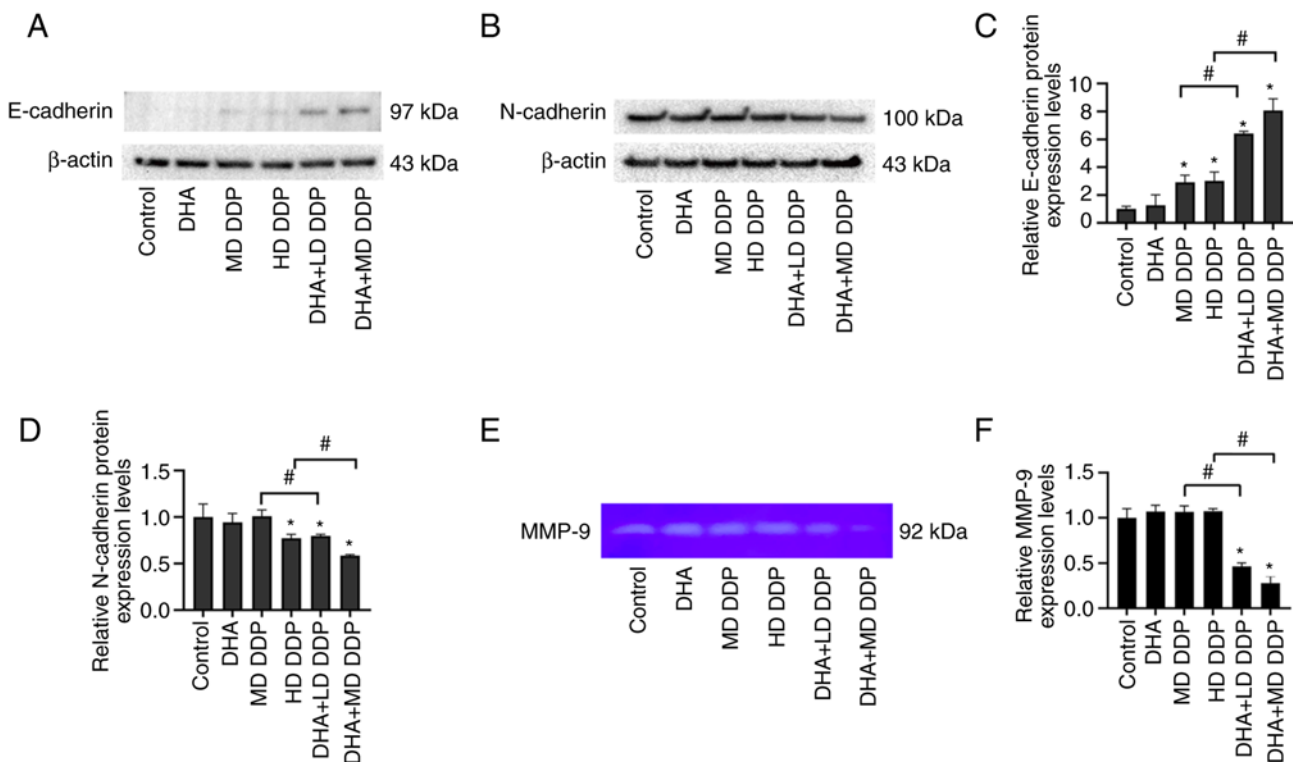 A
E-cadherin
97 kDa
β-actin
43 kDa
Control
DHA
MD DDP
HD DDP
DHA+LD DDP
DHA+MD DDP
B
N-cadherin
100 kDa
β-actin
43 kDa
Control
DHA
MD DDP
HD DDP
DHA+LD DDP
DHA+MD DDP
C
Relative E-cadherin protein
expression levels
10
8
6
4
2
0
#
#
*
*
*
*
Control
DHA
MD DDP
HD DDP
DHA+LD DDP
DHA+MD DDP
D
Relative N-cadherin protein
expression levels
1.5
1.0
0.5
0.0
#
#
*
*
*
Control
DHA
MD DDP
HD DDP
DHA+LD DDP
DHA+MD DDP
E
MMP-9
92 kDa
Control
DHA
MD DDP
HD DDP
DHA+LD DDP
DHA+MD DDP
F
Relative MMP-9
expression levels
1.5
1.0
0.5
0.0
#
#
*
*
Control
DHA
MD DDP
HD DDP
DHA+LD DDP
DHA+MD DDP